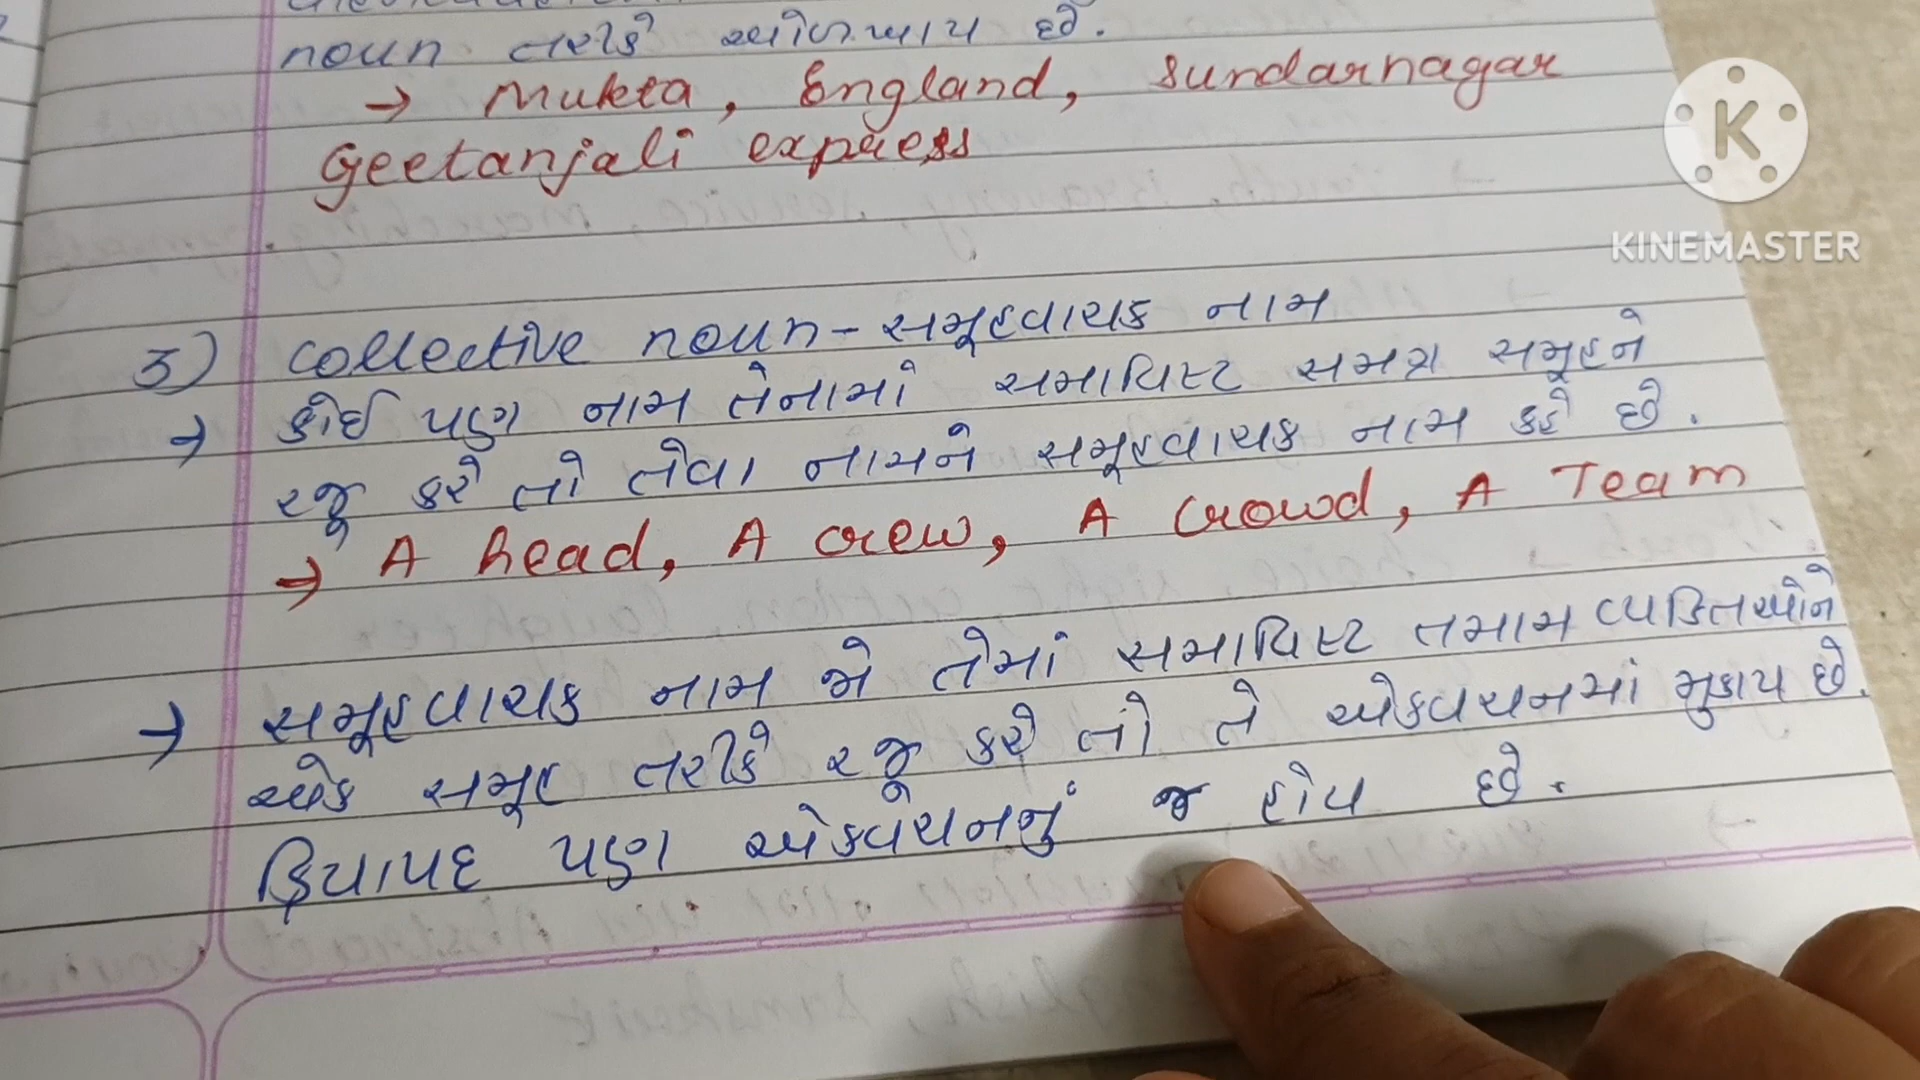 noun તરીકે ઓળખાય છે.
→ Mukta, England, Sundarnagar
Geetanjali express
KINEMASTER
3) collective noun - સમૂહવાચક નામ
→ કોઈ પણ નામ તેનામાં સમાવિષ્ટ સમગ્ર સમૂહને
રજૂ કરે તો તેવા નામને સમૂહવાચક નામ કહે છે.
→ A head, A crew, A crowd, A Team
→ સમૂહવાચક નામ જો તેમાં સમાવિષ્ટ તમામ વ્યક્તિઓને
એક સમૂહ તરીકે રજૂ કરે તો તે એકવચનમાં મુકાય છે.
ક્રિયાપદ પણ એકવચનનું જ હોય છે.